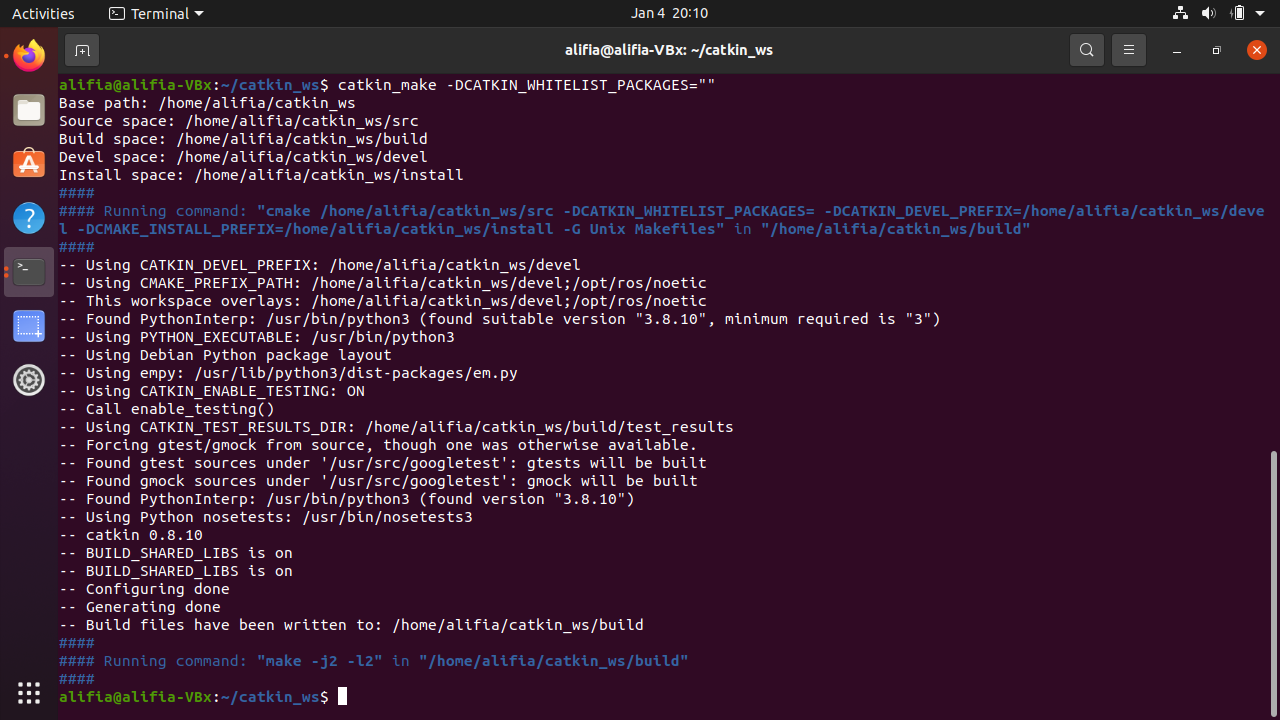 Activities Terminal Jan 4 20:10
alifia@alifia-VBx: ~/catkin_ws
alifia@alifia-VBx:~/catkin_ws$ catkin_make -DCATKIN_WHITELIST_PACKAGES=""
Base path: /home/alifia/catkin_ws
Source space: /home/alifia/catkin_ws/src
Build space: /home/alifia/catkin_ws/build
Devel space: /home/alifia/catkin_ws/devel
Install space: /home/alifia/catkin_ws/install
####
#### Running command: "cmake /home/alifia/catkin_ws/src -DCATKIN_WHITELIST_PACKAGES= -DCATKIN_DEVEL_PREFIX=/home/alifia/catkin_ws/deve
l -DCMAKE_INSTALL_PREFIX=/home/alifia/catkin_ws/install -G Unix Makefiles" in "/home/alifia/catkin_ws/build"
####
-- Using CATKIN_DEVEL_PREFIX: /home/alifia/catkin_ws/devel
-- Using CMAKE_PREFIX_PATH: /home/alifia/catkin_ws/devel;/opt/ros/noetic
-- This workspace overlays: /home/alifia/catkin_ws/devel;/opt/ros/noetic
-- Found PythonInterp: /usr/bin/python3 (found suitable version "3.8.10", minimum required is "3")
-- Using PYTHON_EXECUTABLE: /usr/bin/python3
-- Using Debian Python package layout
-- Using empy: /usr/lib/python3/dist-packages/em.py
-- Using CATKIN_ENABLE_TESTING: ON
-- Call enable_testing()
-- Using CATKIN_TEST_RESULTS_DIR: /home/alifia/catkin_ws/build/test_results
-- Forcing gtest/gmock from source, though one was otherwise available.
-- Found gtest sources under '/usr/src/googletest': gtests will be built
-- Found gmock sources under '/usr/src/googletest': gmock will be built
-- Found PythonInterp: /usr/bin/python3 (found version "3.8.10")
-- Using Python nosetests: /usr/bin/nosetests3
-- catkin 0.8.10
-- BUILD_SHARED_LIBS is on
-- BUILD_SHARED_LIBS is on
-- Configuring done
-- Generating done
-- Build files have been written to: /home/alifia/catkin_ws/build
####
#### Running command: "make -j2 -l2" in "/home/alifia/catkin_ws/build"
####
alifia@alifia-VBx:~/catkin_ws$